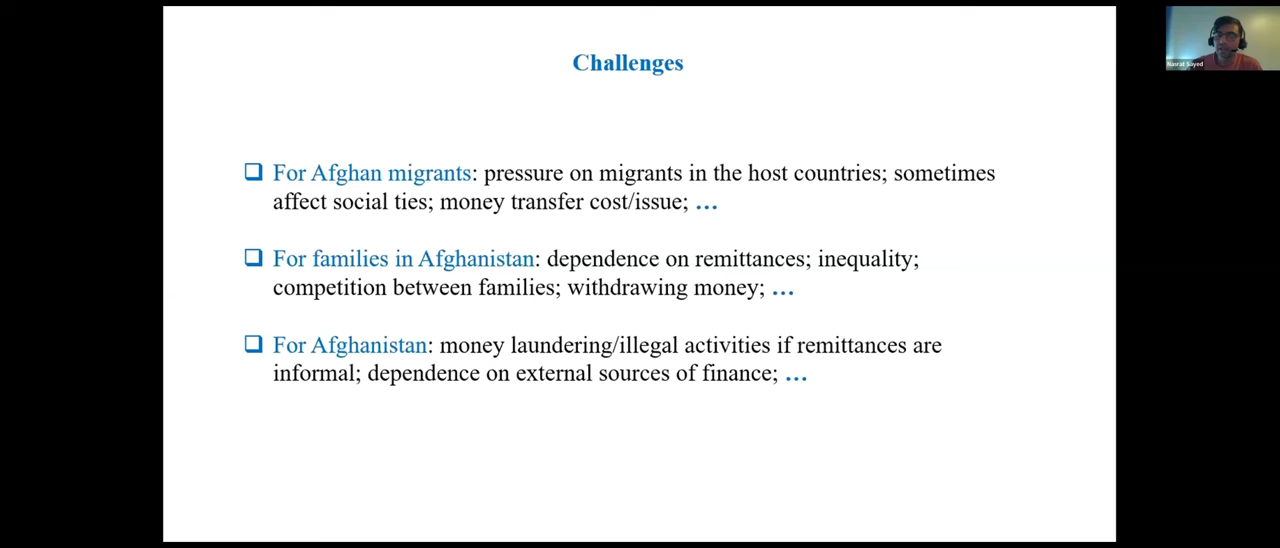 Challenges
Nasrat Sayed
❑ For Afghan migrants: pressure on migrants in the host countries; sometimes
affect social ties; money transfer cost/issue; …
❑ For families in Afghanistan: dependence on remittances; inequality;
competition between families; withdrawing money; …
❑ For Afghanistan: money laundering/illegal activities if remittances are
informal; dependence on external sources of finance; …